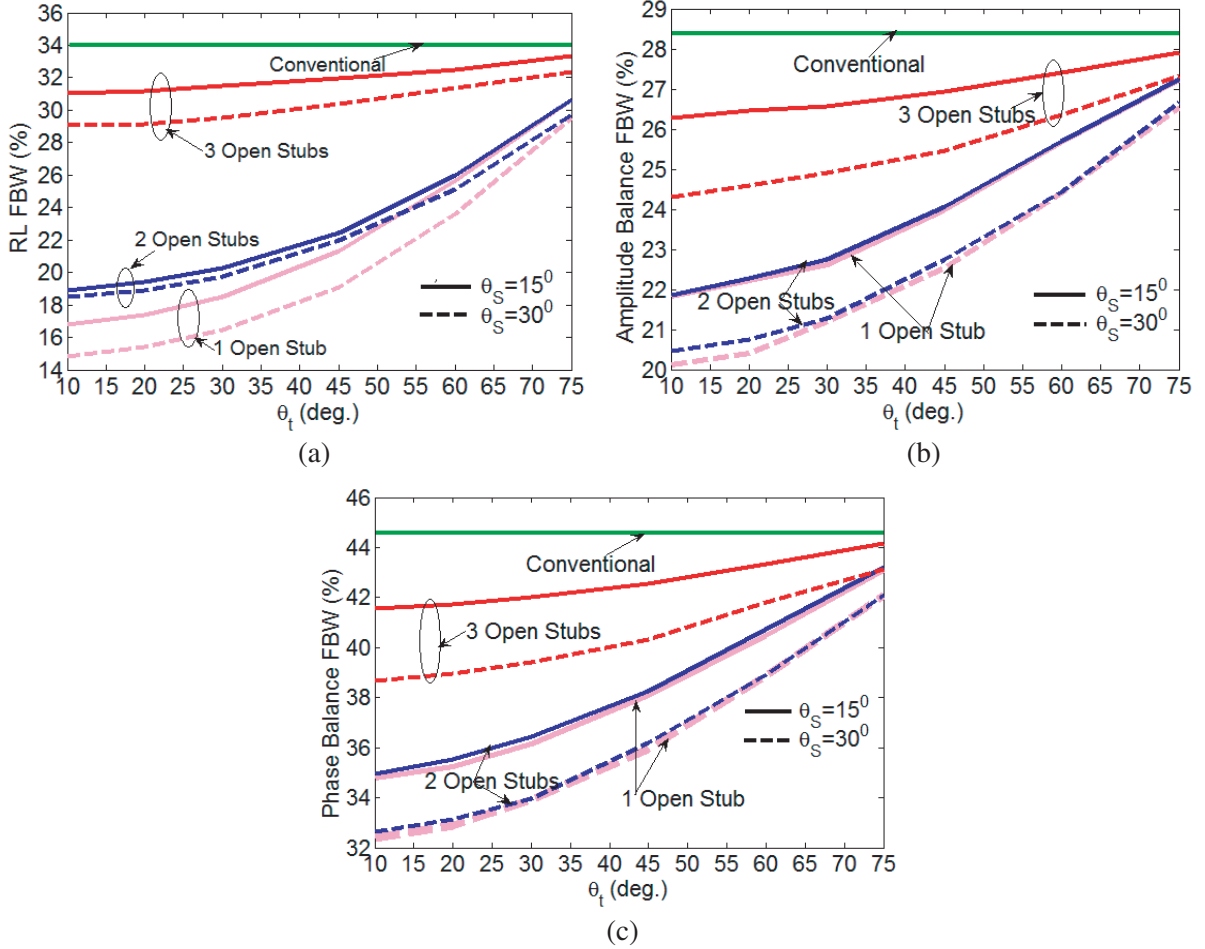 36
34
32
30
28
26
24
22
20
18
16
14
RL FBW (%)
Conventional
3 Open Stubs
2 Open Stubs
1 Open Stub
θS=15⁰
θS=30⁰
10 15 20 25 30 35 40 45 50 55 60 65 70 75
θt (deg.)
(a)
29
28
27
26
25
24
23
22
21
20
Amplitude Balance FBW (%)
Conventional
3 Open Stubs
2 Open Stubs
1 Open Stub
θS=15⁰
θS=30⁰
10 15 20 25 30 35 40 45 50 55 60 65 70 75
θt (deg.)
(b)
46
44
42
40
38
36
34
32
Phase Balance FBW (%)
Conventional
3 Open Stubs
2 Open Stubs
1 Open Stub
θS=15⁰
θS=30⁰
10 15 20 25 30 35 40 45 50 55 60 65 70 75
θt (deg.)
(c)